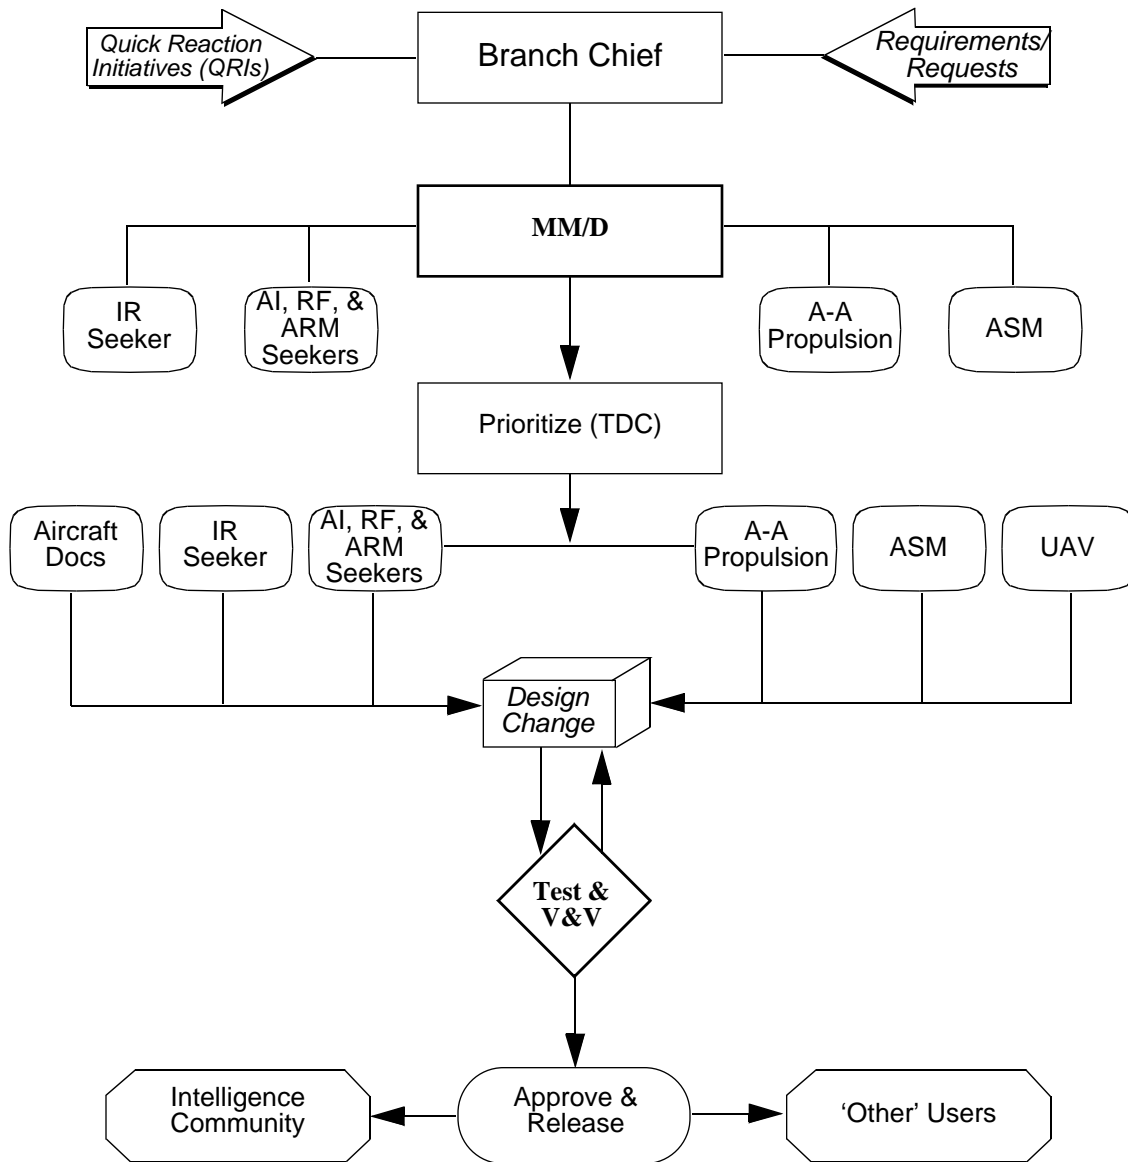 Quick Reaction
Initiatives (QRIs)
Branch Chief
Requirements/
Requests
MM/D
IR
Seeker
AI, RF, &
ARM
Seekers
A-A
Propulsion
ASM
Prioritize (TDC)
Aircraft
Docs
IR
Seeker
AI, RF, &
ARM
Seekers
A-A
Propulsion
ASM
UAV
Design
Change
Test &
V&V
Intelligence
Community
Approve &
Release
‘Other’ Users